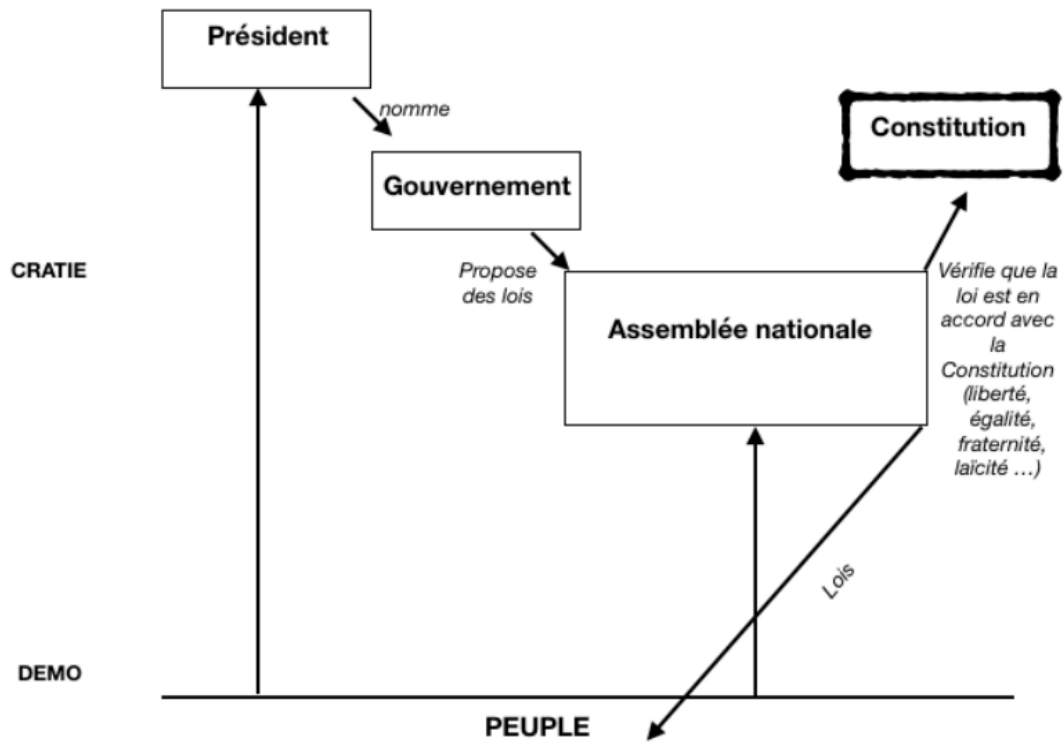 Président
nomme
Constitution
Gouvernement
CRATIE
Propose
des lois
Vérifie que la
loi est en
accord avec
la
Constitution
(liberté,
égalité,
fraternité,
laïcité ...)
Assemblée nationale
Lois
DEMO
PEUPLE